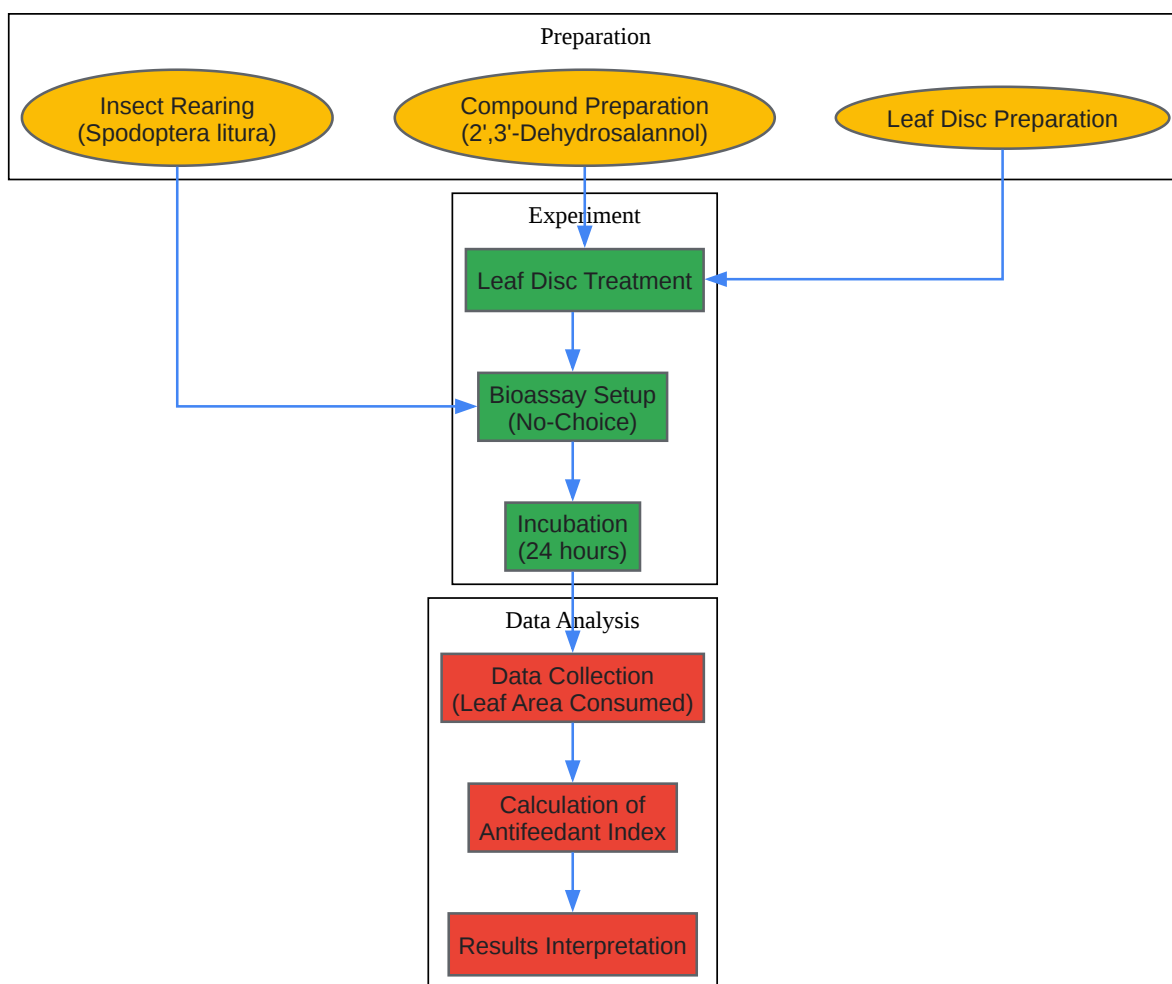 Preparation
Insect Rearing
(Spodoptera litura)
Compound Preparation
(2',3'-Dehydrosalannol)
Leaf Disc Preparation
Experiment
Leaf Disc Treatment
Bioassay Setup
(No-Choice)
Incubation
(24 hours)
Data Analysis
Data Collection
(Leaf Area Consumed)
Calculation of
Antifeedant Index
Results Interpretation